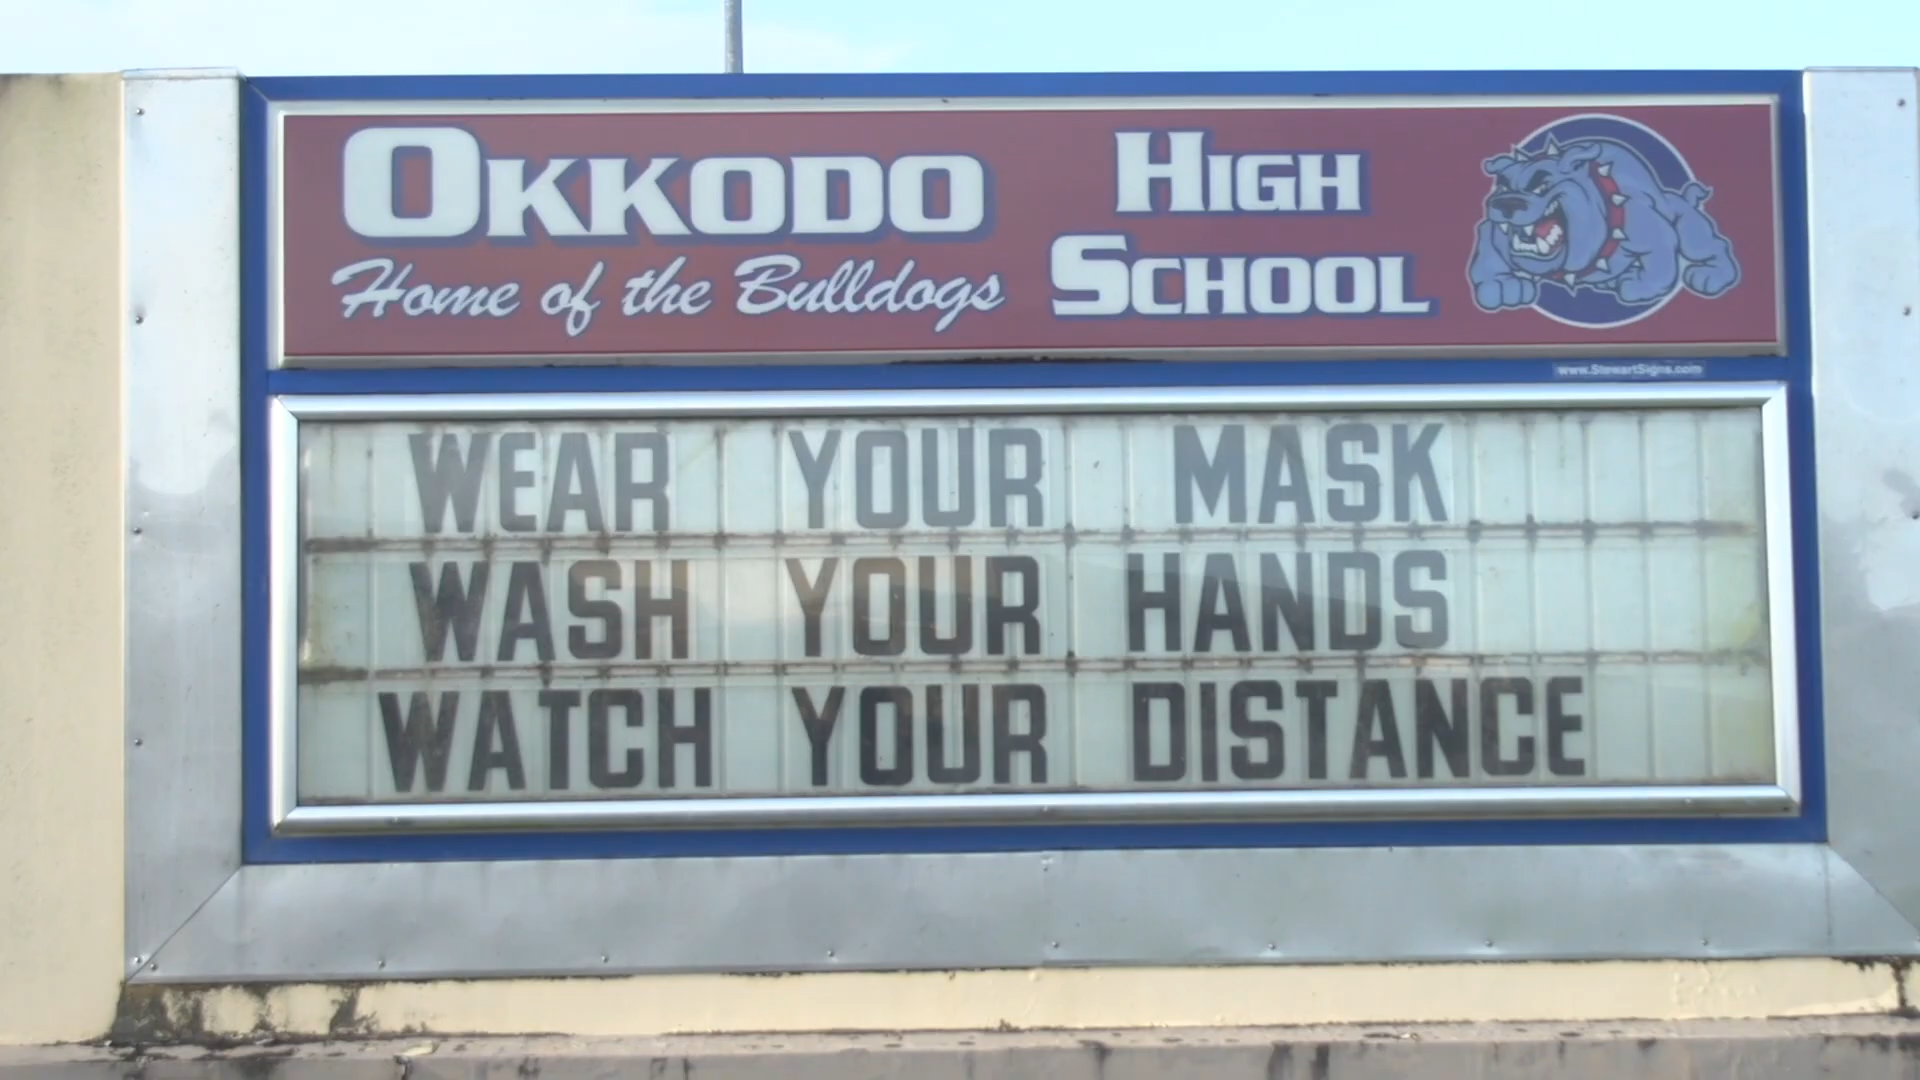 OKKODO HIGH SCHOOL
Home of the Bulldogs
www.StewartSigns.com
WEAR YOUR MASK
WASH YOUR HANDS
WATCH YOUR DISTANCE